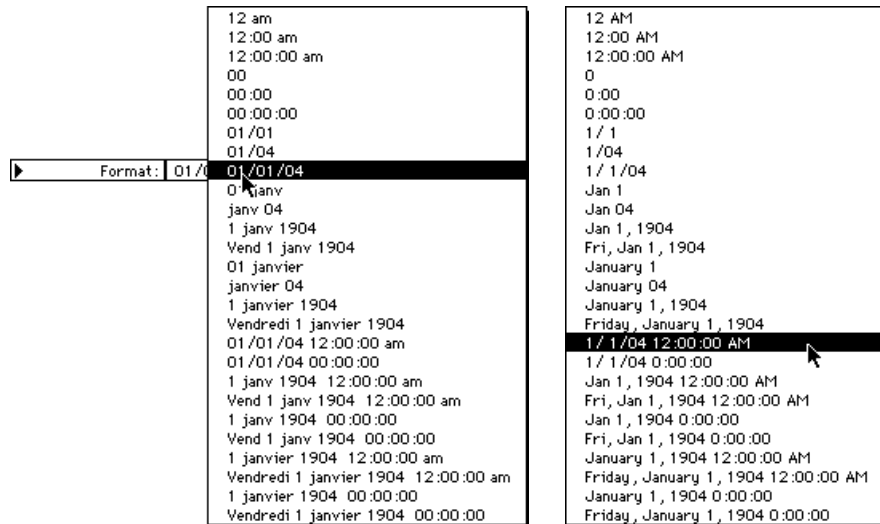 12 am
12:00 am
12:00:00 am
00
00:00
00:00:00
01/01
01/04
Format: 01/0
01/01/04
01 janv
janv 04
1 janv 1904
Vend 1 janv 1904
01 janvier
janvier 04
1 janvier 1904
Vendredi 1 janvier 1904
01/01/04 12:00:00 am
01/01/04 00:00:00
1 janv 1904 12:00:00 am
Vend 1 janv 1904 12:00:00 am
1 janv 1904 00:00:00
Vend 1 janv 1904 00:00:00
1 janvier 1904 12:00:00 am
Vendredi 1 janvier 1904 12:00:00 am
1 janvier 1904 00:00:00
Vendredi 1 janvier 1904 00:00:00
12 AM
12:00 AM
12:00:00 AM
0
0:00
0:00:00
1/ 1
1/04
1/ 1/04
Jan 1
Jan 04
Jan 1, 1904
Fri, Jan 1, 1904
January 1
January 04
January 1, 1904
Friday, January 1, 1904
1/ 1/04 12:00:00 AM
1/ 1/04 0:00:00
Jan 1, 1904 12:00:00 AM
Fri, Jan 1, 1904 12:00:00 AM
Jan 1, 1904 0:00:00
Fri, Jan 1, 1904 0:00:00
January 1, 1904 12:00:00 AM
Friday, January 1, 1904 12:00:00 AM
January 1, 1904 0:00:00
Friday, January 1, 1904 0:00:00